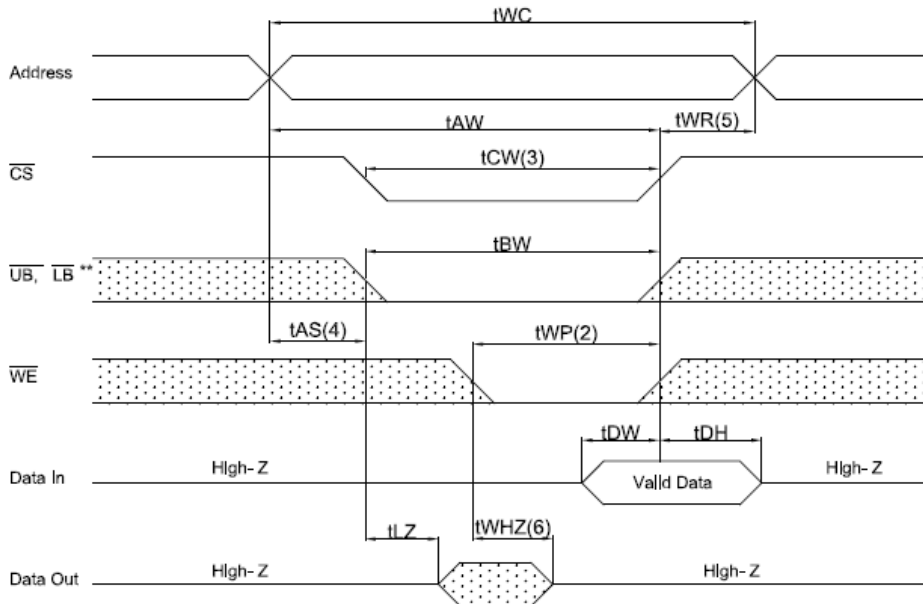 tWC
Address
tAW
tWR(5)
CS
tCW(3)
UB, LB **
tBW
tAS(4)
tWP(2)
WE
tDW
tDH
Data In
High-Z
Valid Data
High-Z
tLZ
tWHZ(6)
Data Out
High-Z
High-Z